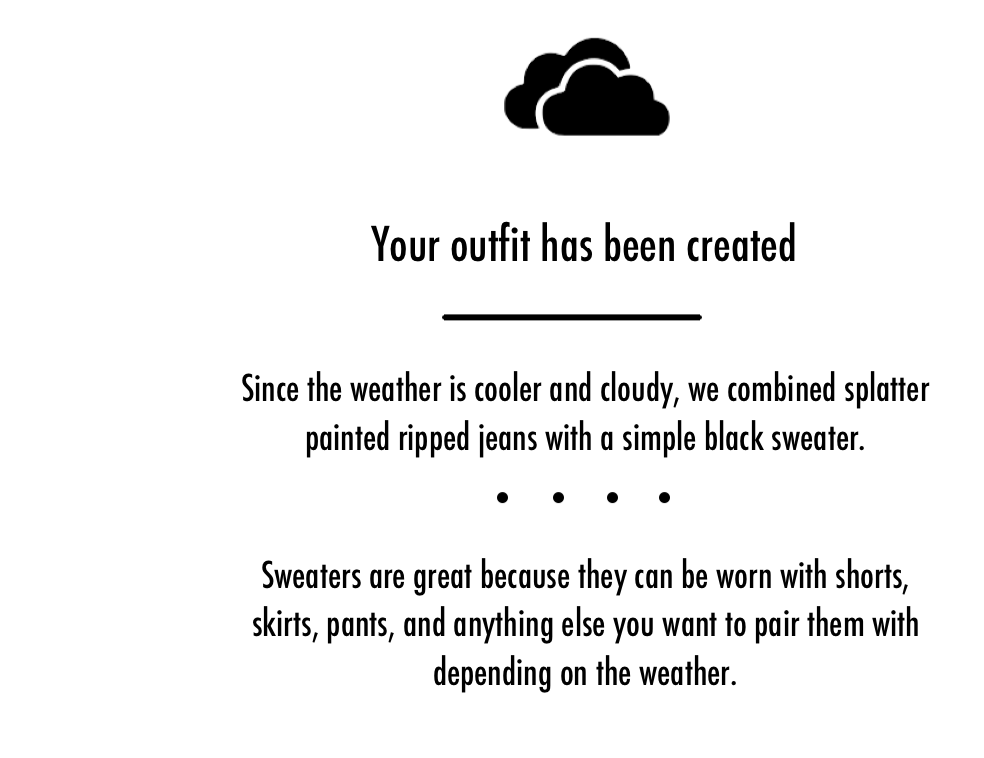 Your outfit has been created
Since the weather is cooler and cloudy, we combined splatter
painted ripped jeans with a simple black sweater.
Sweaters are great because they can be worn with shorts,
skirts, pants, and anything else you want to pair them with
depending on the weather.